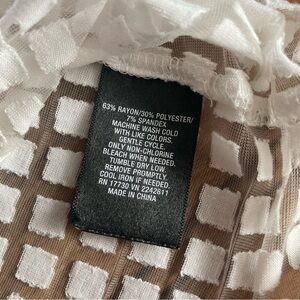 63% RAYON/30% POLYESTER/
7% SPANDEX
MACHINE WASH COLD
WITH LIKE COLORS.
GENTLE CYCLE.
ONLY NON-CHLORINE
BLEACH WHEN NEEDED.
TUMBLE DRY LOW.
REMOVE PROMPTLY.
COOL IRON IF NEEDED.
RN 17730 VN 2242611
MADE IN CHINA